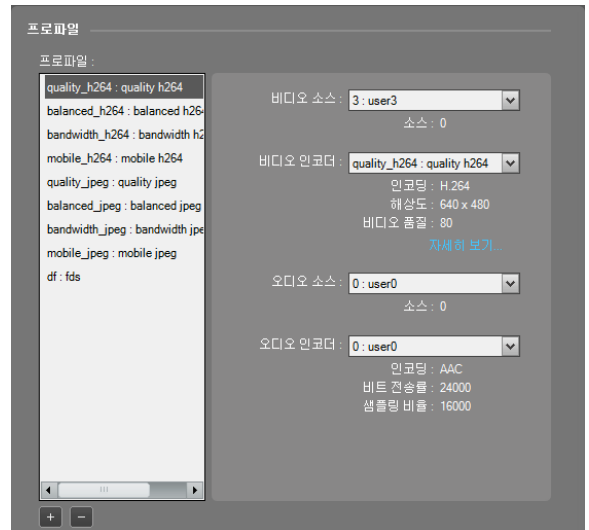 프로파일
프로파일 :
quality_h264 : quality h264
balanced_h264 : balanced h264
bandwidth_h264 : bandwidth h2
mobile_h264 : mobile h264
quality_jpeg : quality jpeg
balanced_jpeg : balanced jpeg
bandwidth_jpeg : bandwidth jpe
mobile_jpeg : mobile jpeg
df : fds
비디오 소스 : 3 : user3
소스 : 0
비디오 인코더 : quality_h264 : quality h264
인코딩 : H.264
해상도 : 640 x 480
비디오 품질 : 80
자세히 보기...
오디오 소스 : 0 : user0
소스 : 0
오디오 인코더 : 0 : user0
인코딩 : AAC
비트 전송률 : 24000
샘플링 비율 : 16000